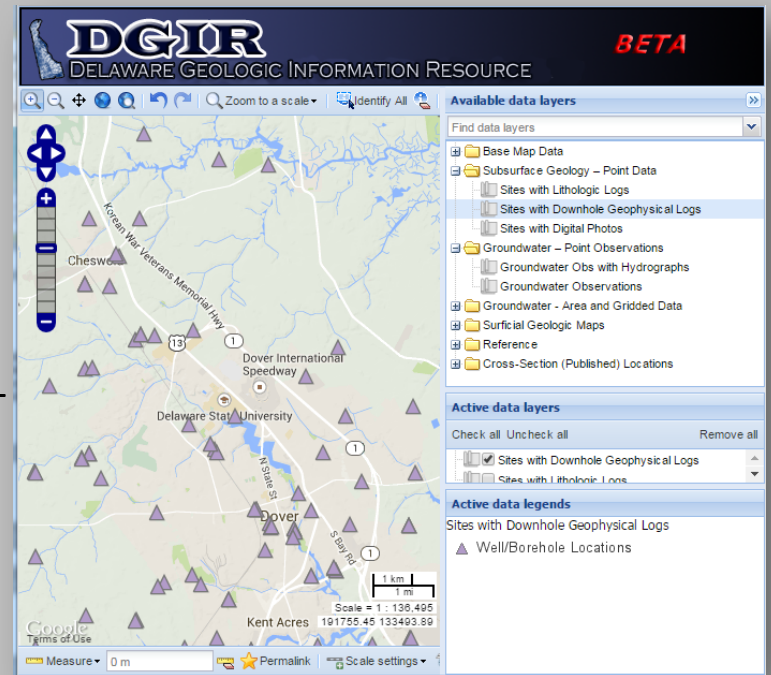 DGIR
BETA
DELAWARE GEOLOGIC INFORMATION RESOURCE
Zoom to a scale
Identify All
Available data layers
Find data layers
Base Map Data
Subsurface Geology – Point Data
Sites with Lithologic Logs
Sites with Downhole Geophysical Logs
Sites with Digital Photos
Groundwater – Point Observations
Groundwater Obs with Hydrographs
Groundwater Observations
Groundwater - Area and Gridded Data
Surficial Geologic Maps
Reference
Cross-Section (Published) Locations
Active data layers
Check all Uncheck all Remove all
Sites with Downhole Geophysical Logs
Sites with Lithologic Logs
Active data legends
Sites with Downhole Geophysical Logs
Well/Borehole Locations
Korean War Veterans Memorial Hwy
Cheswo
13
1
Dover International
Speedway
Delaware State University
1
N State St
Dover
S Bay Rd
1
1 km
1 mi
Scale = 1 : 136,495
Kent Acres
191755.45 133493.89
Google
Terms of Use
Measure
0 m
Permalink
Scale settings